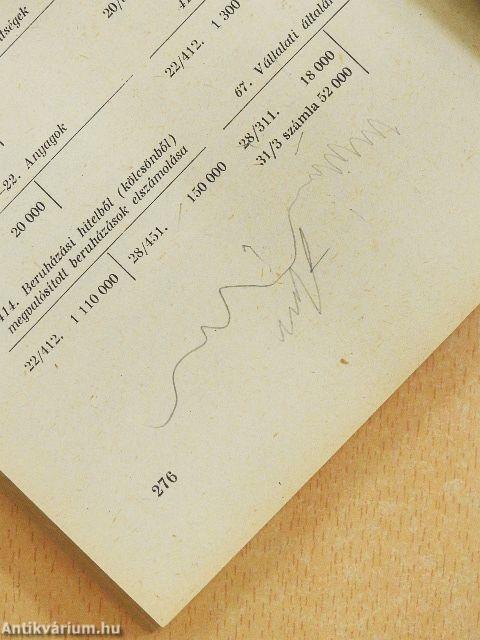 20/
22/412. 1 300
-22. Anyagok
20 000
67. Vállalati általá
28/311. 18 000
31/3 számla 52 000
414. Beruházási hitelből (kölcsönből)
megvalósított beruházások elszámolása
22/412. 1 110 000
28/451. 150 000
276
Antikvárium.hu